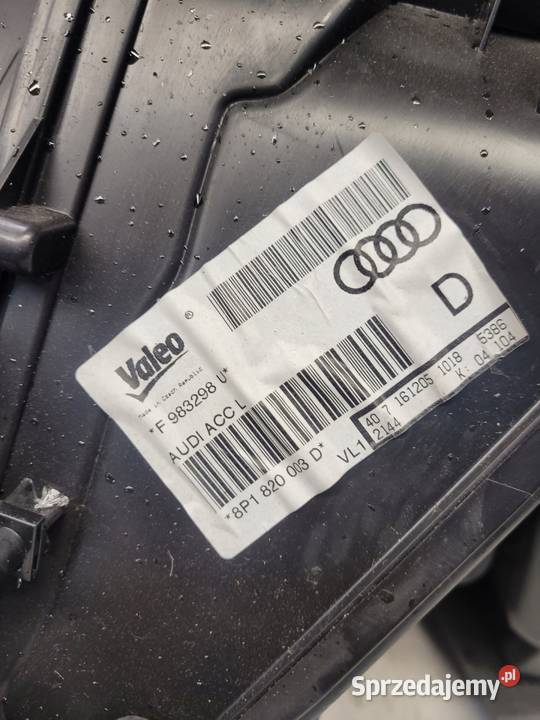 Valeo®
Made in Czech Republic
*F 983298 U*
AUDI ACC L
*8P1 820 003 D*
D
VL1
4D 7 161205 1018 5386
2144 K: 04 104
Sprzedajemy.pl